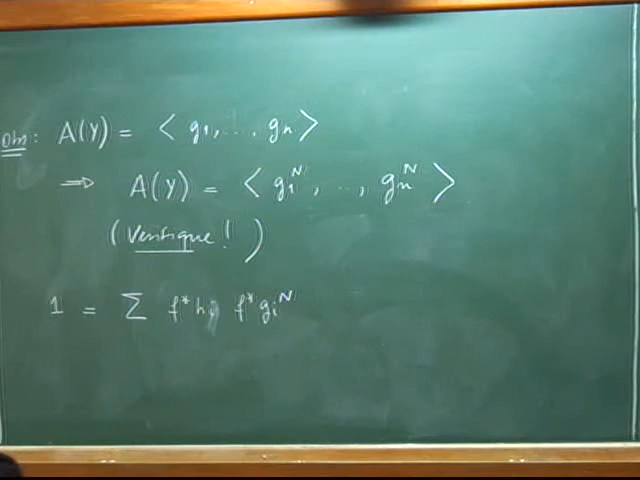 Obs: A(Y) = < g₁, ..., gₙ >
⇒ A(Y) = < g₁ᴺ, ..., gₙᴺ >
(Verifique!)
1 = Σ f*hᵢ f*gᵢᴺ